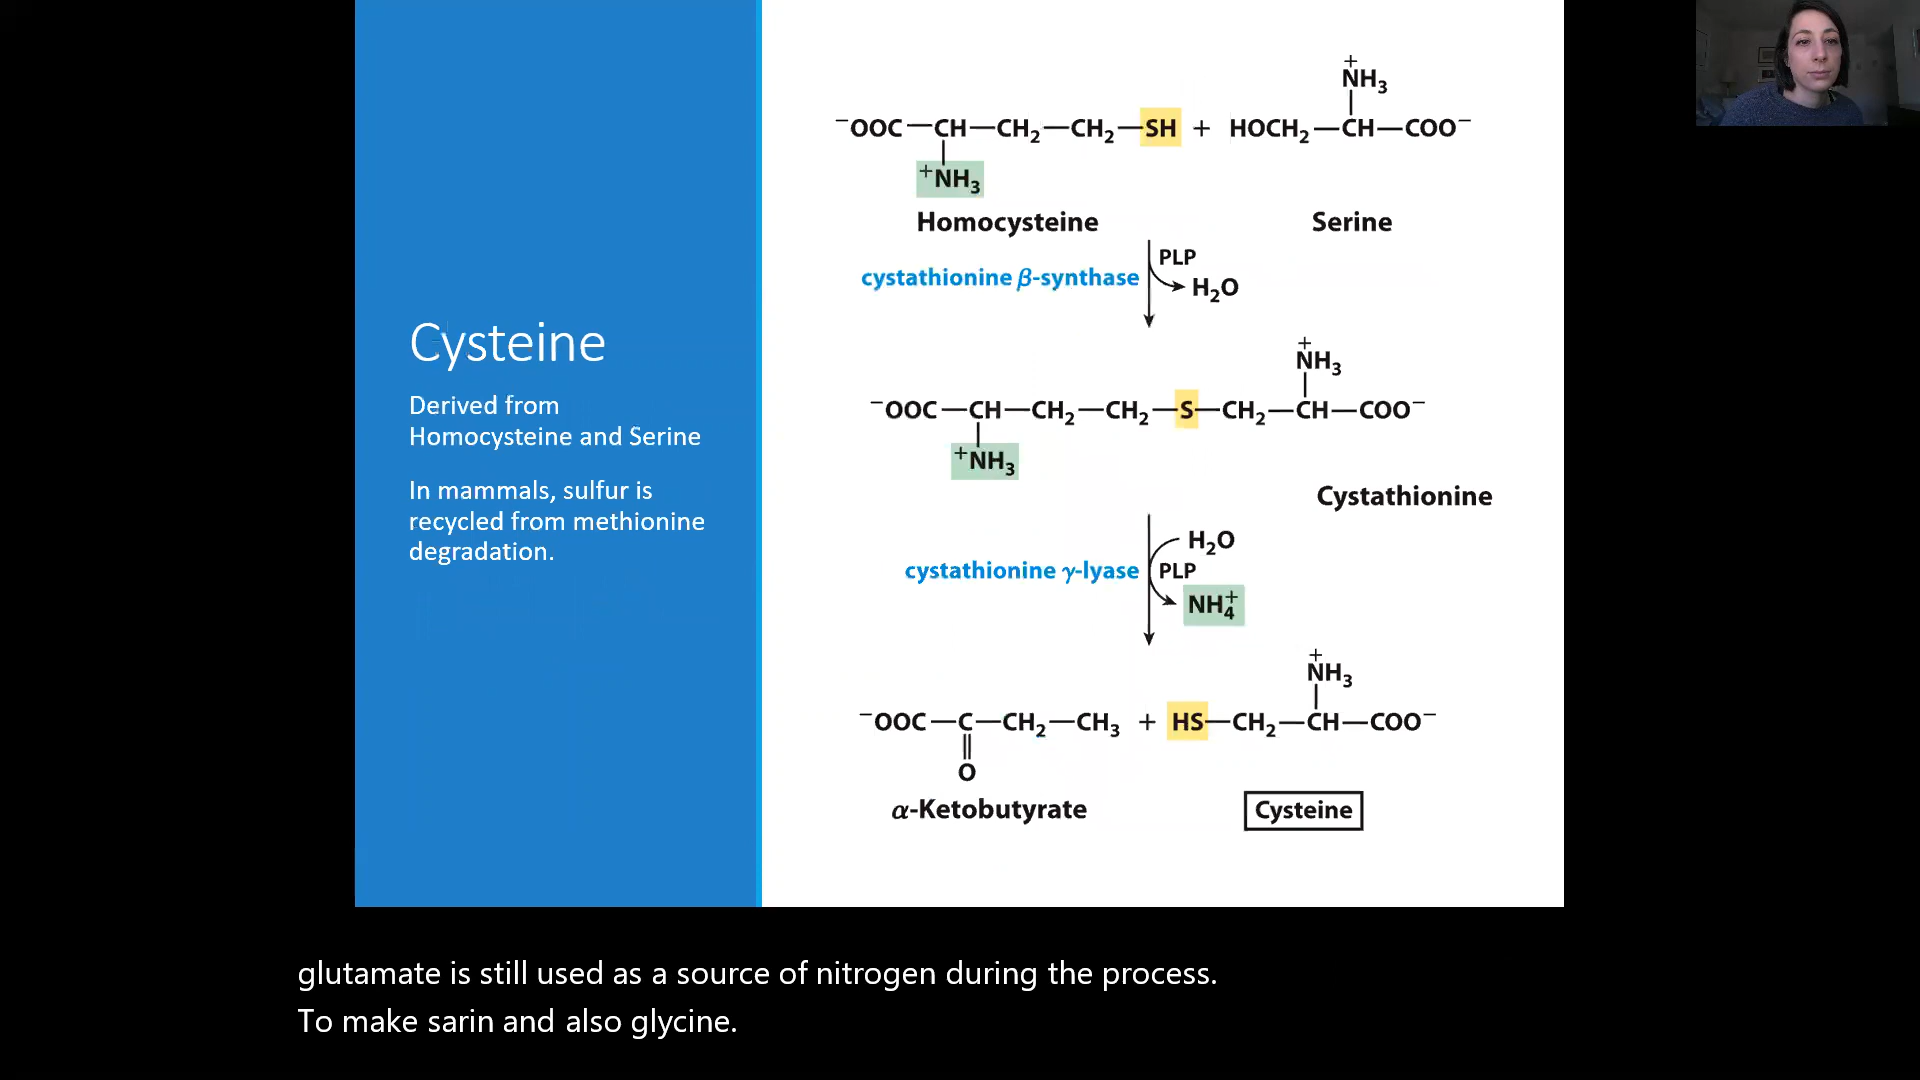 Cysteine
Derived from
Homocysteine and Serine
In mammals, sulfur is
recycled from methionine
degradation.
⁻OOC—CH—CH₂—CH₂—SH + HOCH₂—CH—COO⁻
⁺NH₃
⁺NH₃
Homocysteine
Serine
cystathionine β-synthase
PLP
H₂O
⁻OOC—CH—CH₂—CH₂—S—CH₂—CH—COO⁻
⁺NH₃
⁺NH₃
Cystathionine
cystathionine γ-lyase
H₂O
PLP
NH₄⁺
⁻OOC—C—CH₂—CH₃ + HS—CH₂—CH—COO⁻
O
⁺NH₃
α-Ketobutyrate
Cysteine
glutamate is still used as a source of nitrogen during the process.
To make sarin and also glycine.